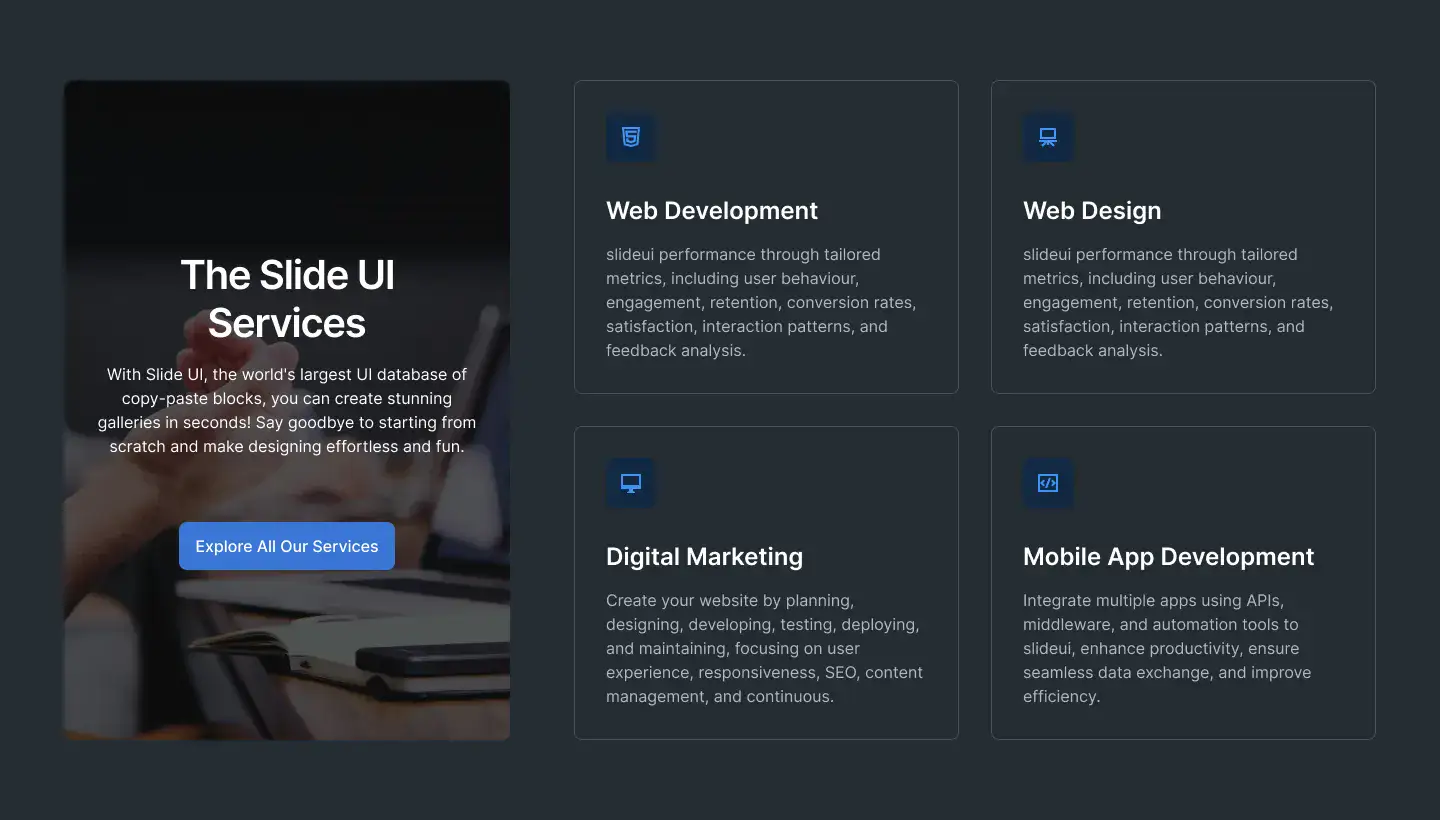 The Slide UI
Services
With Slide UI, the world's largest UI database of
copy-paste blocks, you can create stunning
galleries in seconds! Say goodbye to starting from
scratch and make designing effortless and fun.
Explore All Our Services
Web Development
slideui performance through tailored
metrics, including user behaviour,
engagement, retention, conversion rates,
satisfaction, interaction patterns, and
feedback analysis.
Web Design
slideui performance through tailored
metrics, including user behaviour,
engagement, retention, conversion rates,
satisfaction, interaction patterns, and
feedback analysis.
Digital Marketing
Create your website by planning,
designing, developing, testing, deploying,
and maintaining, focusing on user
experience, responsiveness, SEO, content
management, and continuous.
Mobile App Development
Integrate multiple apps using APIs,
middleware, and automation tools to
slideui, enhance productivity, ensure
seamless data exchange, and improve
efficiency.